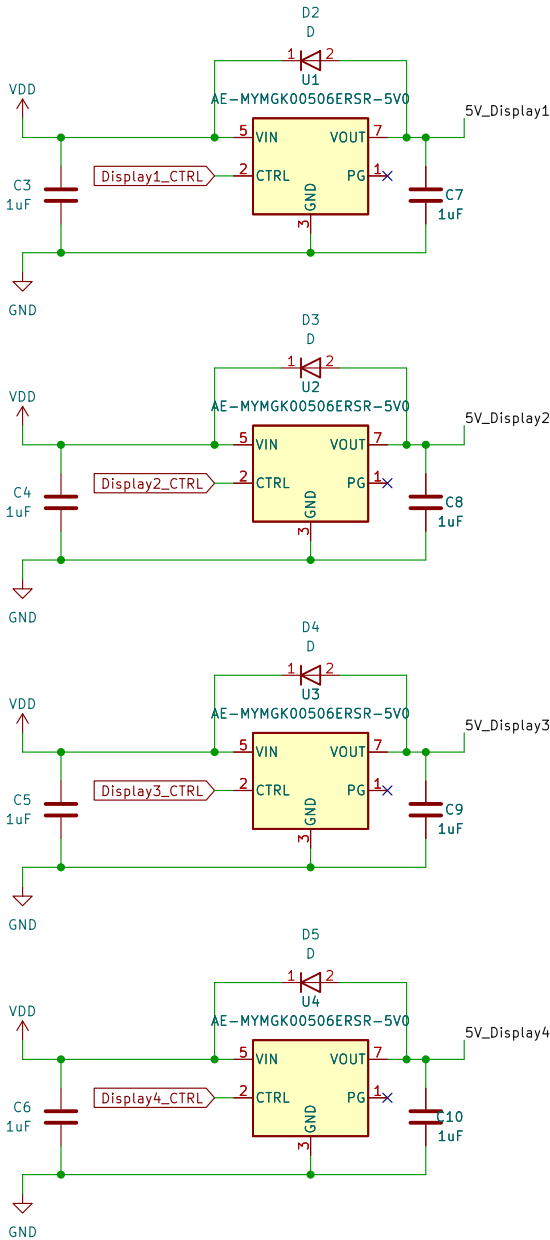 D2
D
1 2
U1
AE-MYMGK00506ERSR-5V0
VDD
5V_Display1
5 VIN VOUT 7
Display1_CTRL 2 CTRL PG 1
GND
3
C3
1uF
C7
1uF
GND
D3
D
1 2
U2
AE-MYMGK00506ERSR-5V0
VDD
5V_Display2
5 VIN VOUT 7
Display2_CTRL 2 CTRL PG 1
GND
3
C4
1uF
C8
1uF
GND
D4
D
1 2
U3
AE-MYMGK00506ERSR-5V0
VDD
5V_Display3
5 VIN VOUT 7
Display3_CTRL 2 CTRL PG 1
GND
3
C5
1uF
C9
1uF
GND
D5
D
1 2
U4
AE-MYMGK00506ERSR-5V0
VDD
5V_Display4
5 VIN VOUT 7
Display4_CTRL 2 CTRL PG 1
GND
3
C6
1uF
C10
1uF
GND